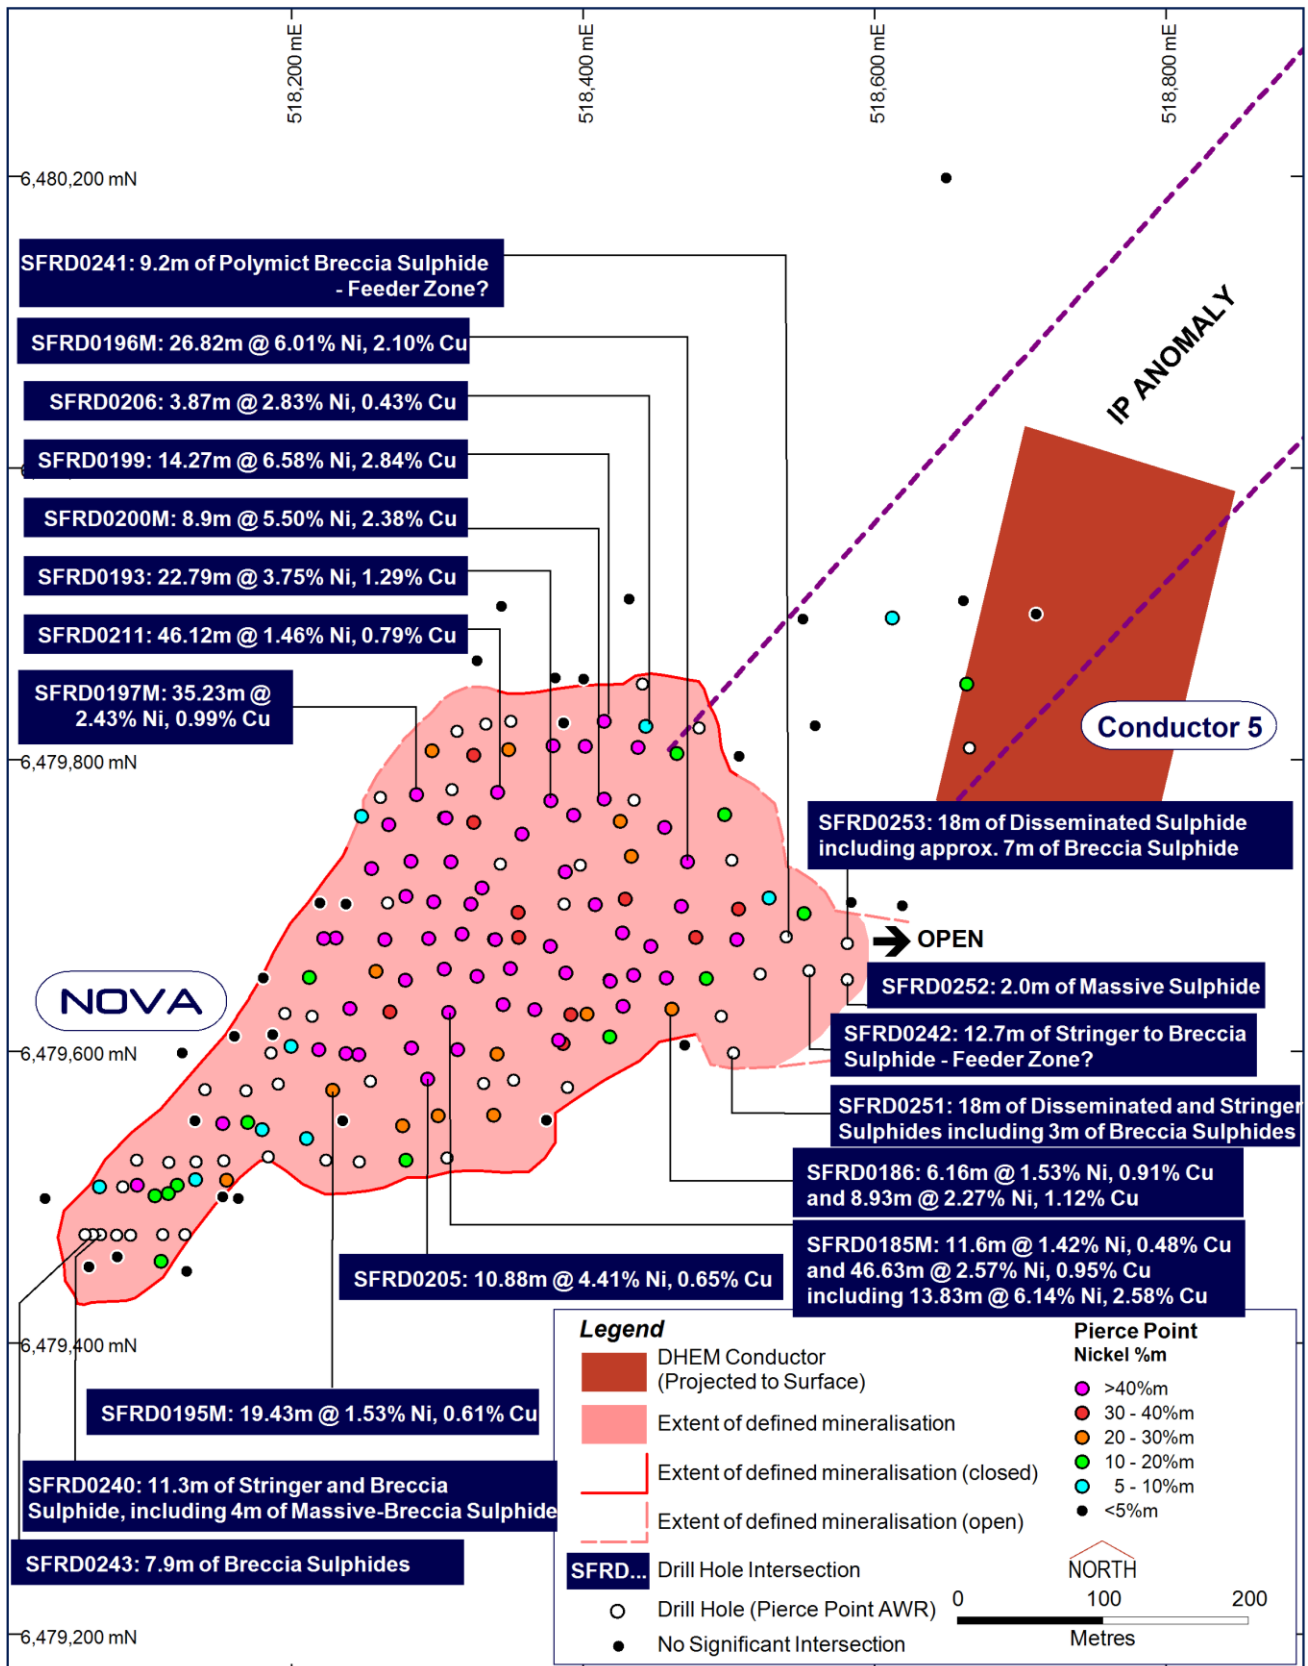 518,200 mE
518,400 mE
518,600 mE
518,800 mE
6,480,200 mN
SFRD0241: 9.2m of Polymict Breccia Sulphide
- Feeder Zone?
IP ANOMALY
SFRD0196M: 26.82m @ 6.01% Ni, 2.10% Cu
SFRD0206: 3.87m @ 2.83% Ni, 0.43% Cu
SFRD0199: 14.27m @ 6.58% Ni, 2.84% Cu
SFRD0200M: 8.9m @ 5.50% Ni, 2.38% Cu
SFRD0193: 22.79m @ 3.75% Ni, 1.29% Cu
SFRD0211: 46.12m @ 1.46% Ni, 0.79% Cu
SFRD0197M: 35.23m @
2.43% Ni, 0.99% Cu
Conductor 5
6,479,800 mN
SFRD0253: 18m of Disseminated Sulphide
including approx. 7m of Breccia Sulphide
OPEN
NOVA
SFRD0252: 2.0m of Massive Sulphide
SFRD0242: 12.7m of Stringer to Breccia
Sulphide - Feeder Zone?
6,479,600 mN
SFRD0251: 18m of Disseminated and Stringer
Sulphides including 3m of Breccia Sulphides
SFRD0186: 6.16m @ 1.53% Ni, 0.91% Cu
and 8.93m @ 2.27% Ni, 1.12% Cu
SFRD0185M: 11.6m @ 1.42% Ni, 0.48% Cu
and 46.63m @ 2.57% Ni, 0.95% Cu
including 13.83m @ 6.14% Ni, 2.58% Cu
SFRD0205: 10.88m @ 4.41% Ni, 0.65% Cu
6,479,400 mN
SFRD0195M: 19.43m @ 1.53% Ni, 0.61% Cu
SFRD0240: 11.3m of Stringer and Breccia
Sulphide, including 4m of Massive-Breccia Sulphide
SFRD0243: 7.9m of Breccia Sulphides
6,479,200 mN
Legend
DHEM Conductor
(Projected to Surface)
Extent of defined mineralisation
Extent of defined mineralisation (closed)
Extent of defined mineralisation (open)
SFRD... Drill Hole Intersection
Drill Hole (Pierce Point AWR)
No Significant Intersection
Pierce Point
Nickel %m
>40%m
30 - 40%m
20 - 30%m
10 - 20%m
5 - 10%m
<5%m
NORTH
0 100 200
Metres